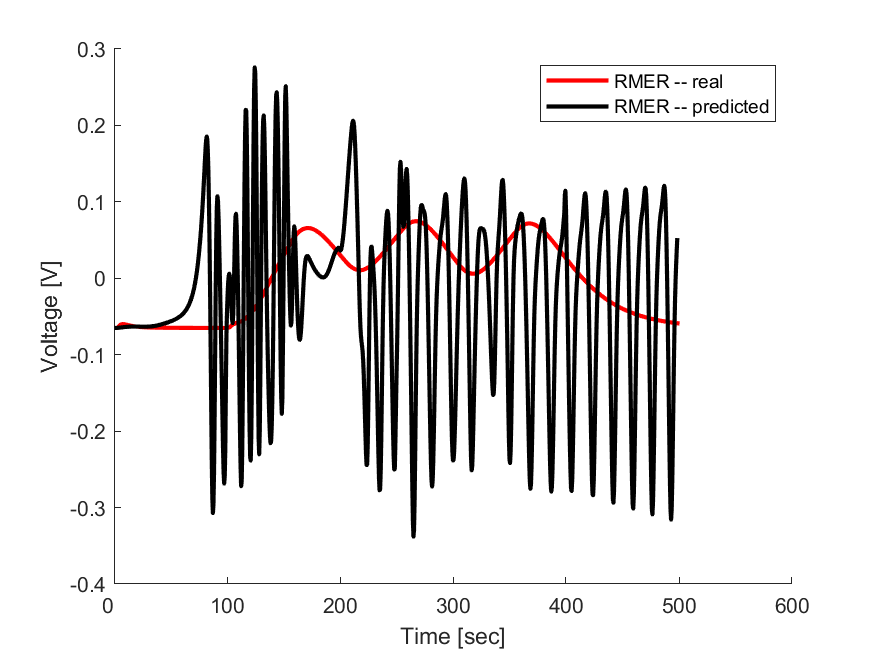 0.3
0.2
0.1
0
-0.1
-0.2
-0.3
-0.4
Voltage [V]
RMER -- real
RMER -- predicted
0 100 200 300 400 500 600
Time [sec]